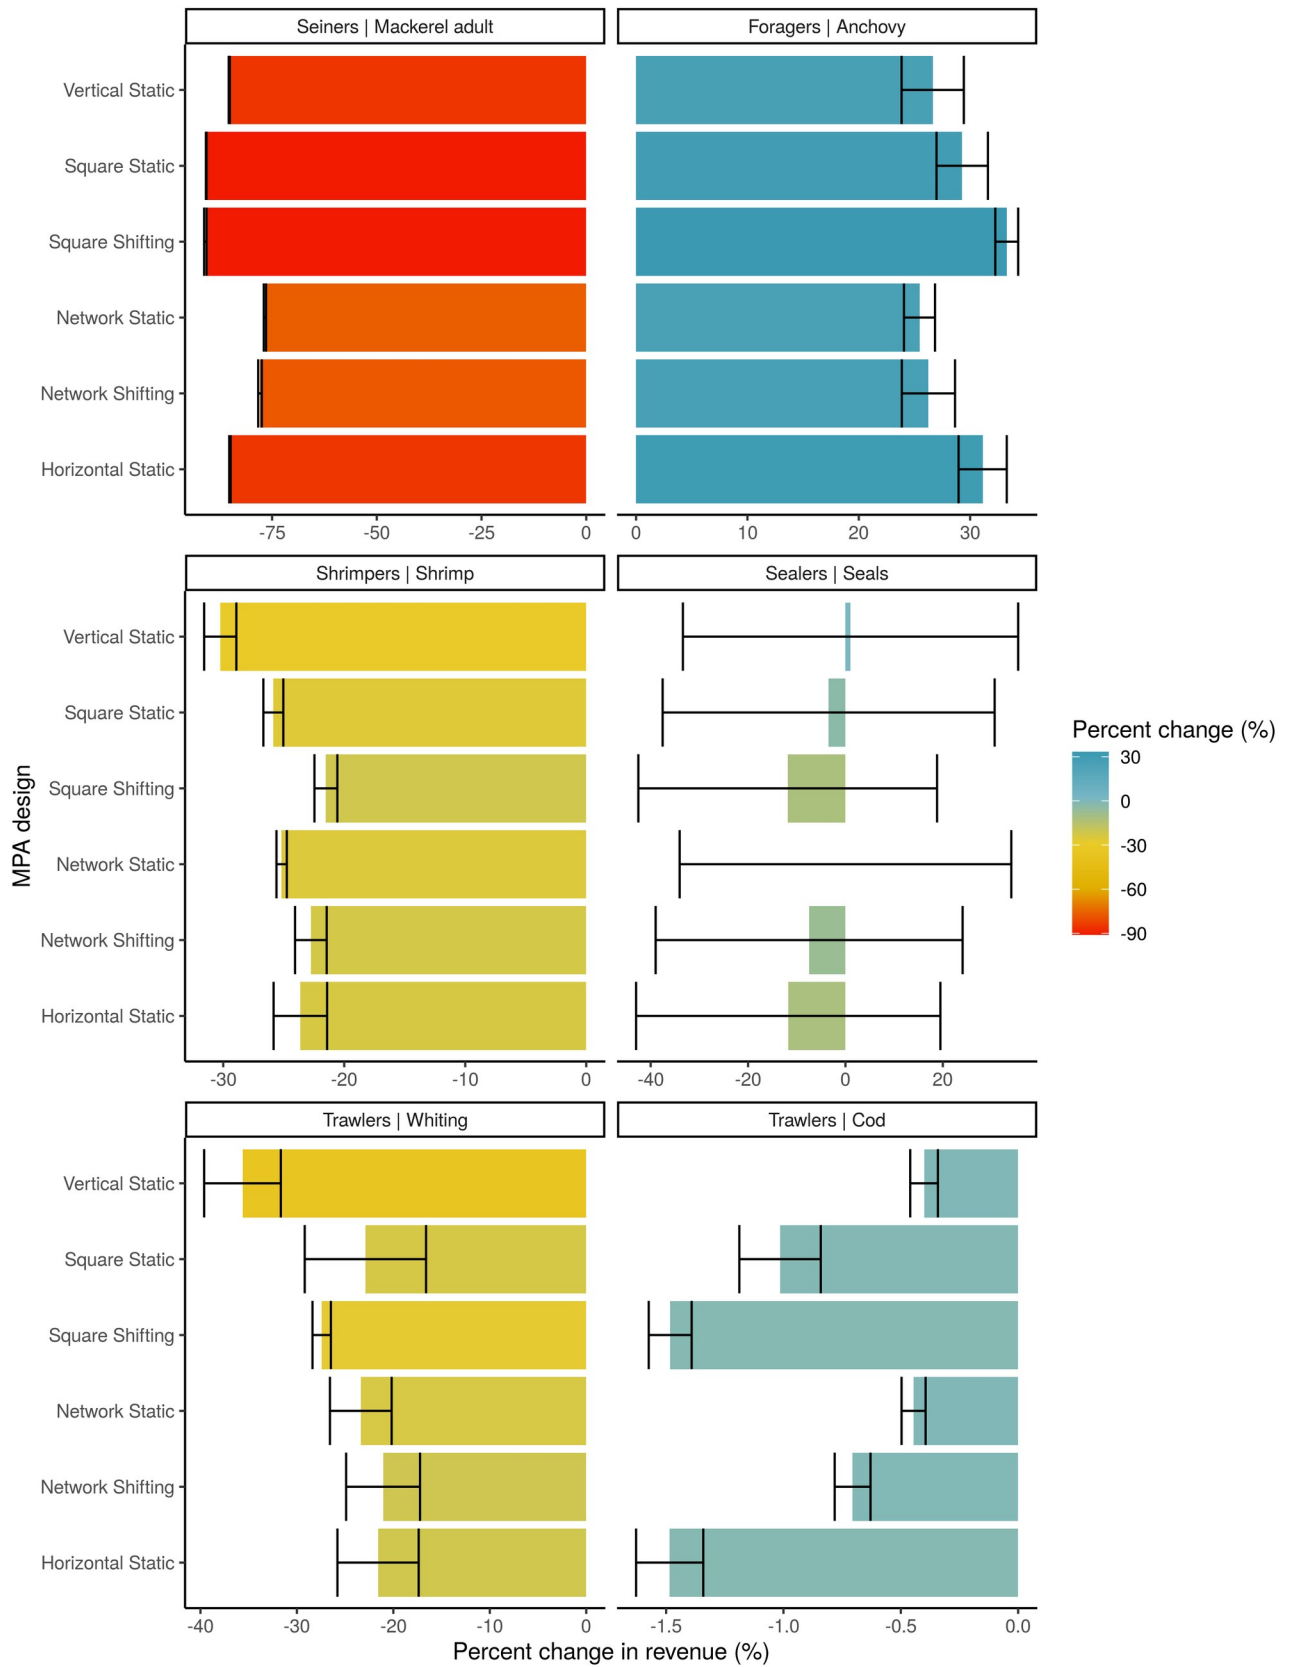 Seiners | Mackerel adult
Foragers | Anchovy
Vertical Static
Square Static
Square Shifting
Network Static
Network Shifting
Horizontal Static
-75 -50 -25 0
0 10 20 30
Shrimpers | Shrimp
Sealers | Seals
Vertical Static
Square Static
Square Shifting
Network Static
Network Shifting
Horizontal Static
-30 -20 -10 0
-40 -20 0 20
Trawlers | Whiting
Trawlers | Cod
Vertical Static
Square Static
Square Shifting
Network Static
Network Shifting
Horizontal Static
-40 -30 -20 -10 0
-1.5 -1.0 -0.5 0.0
MPA design
Percent change in revenue (%)
Percent change (%)
30
0
-30
-60
-90